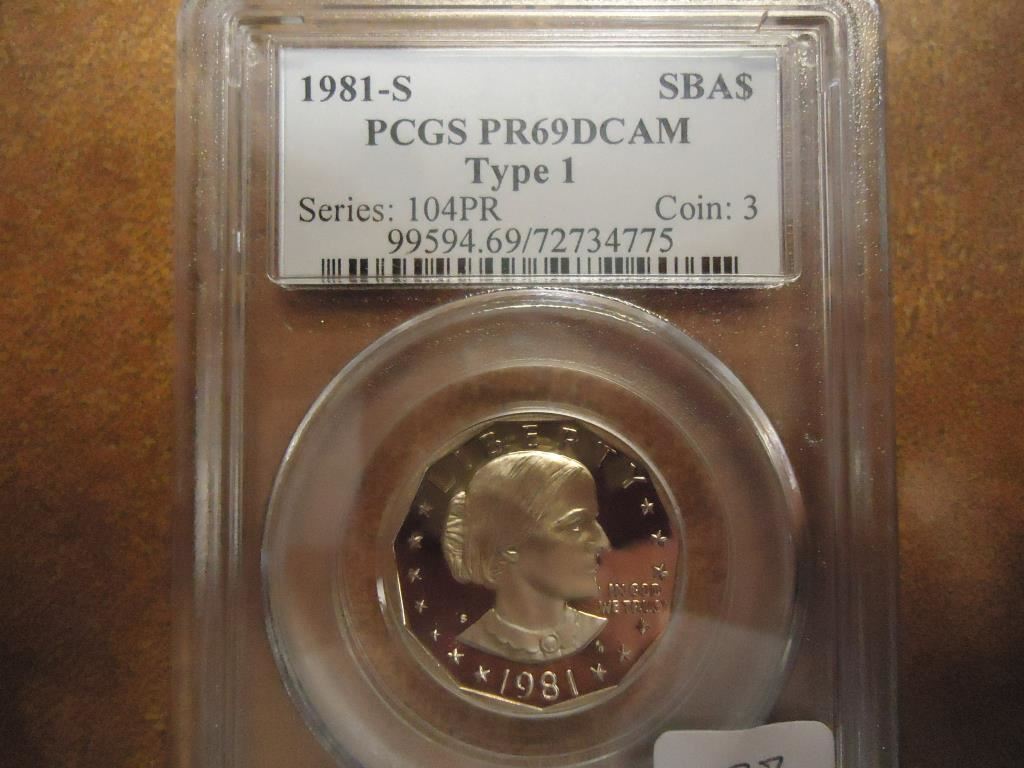 1981-S SBA$
PCGS PR69DCAM
Type 1
Series: 104PR Coin: 3
99594.69/72734775
LIBERTY
IN GOD
WE TRUST
S
1981